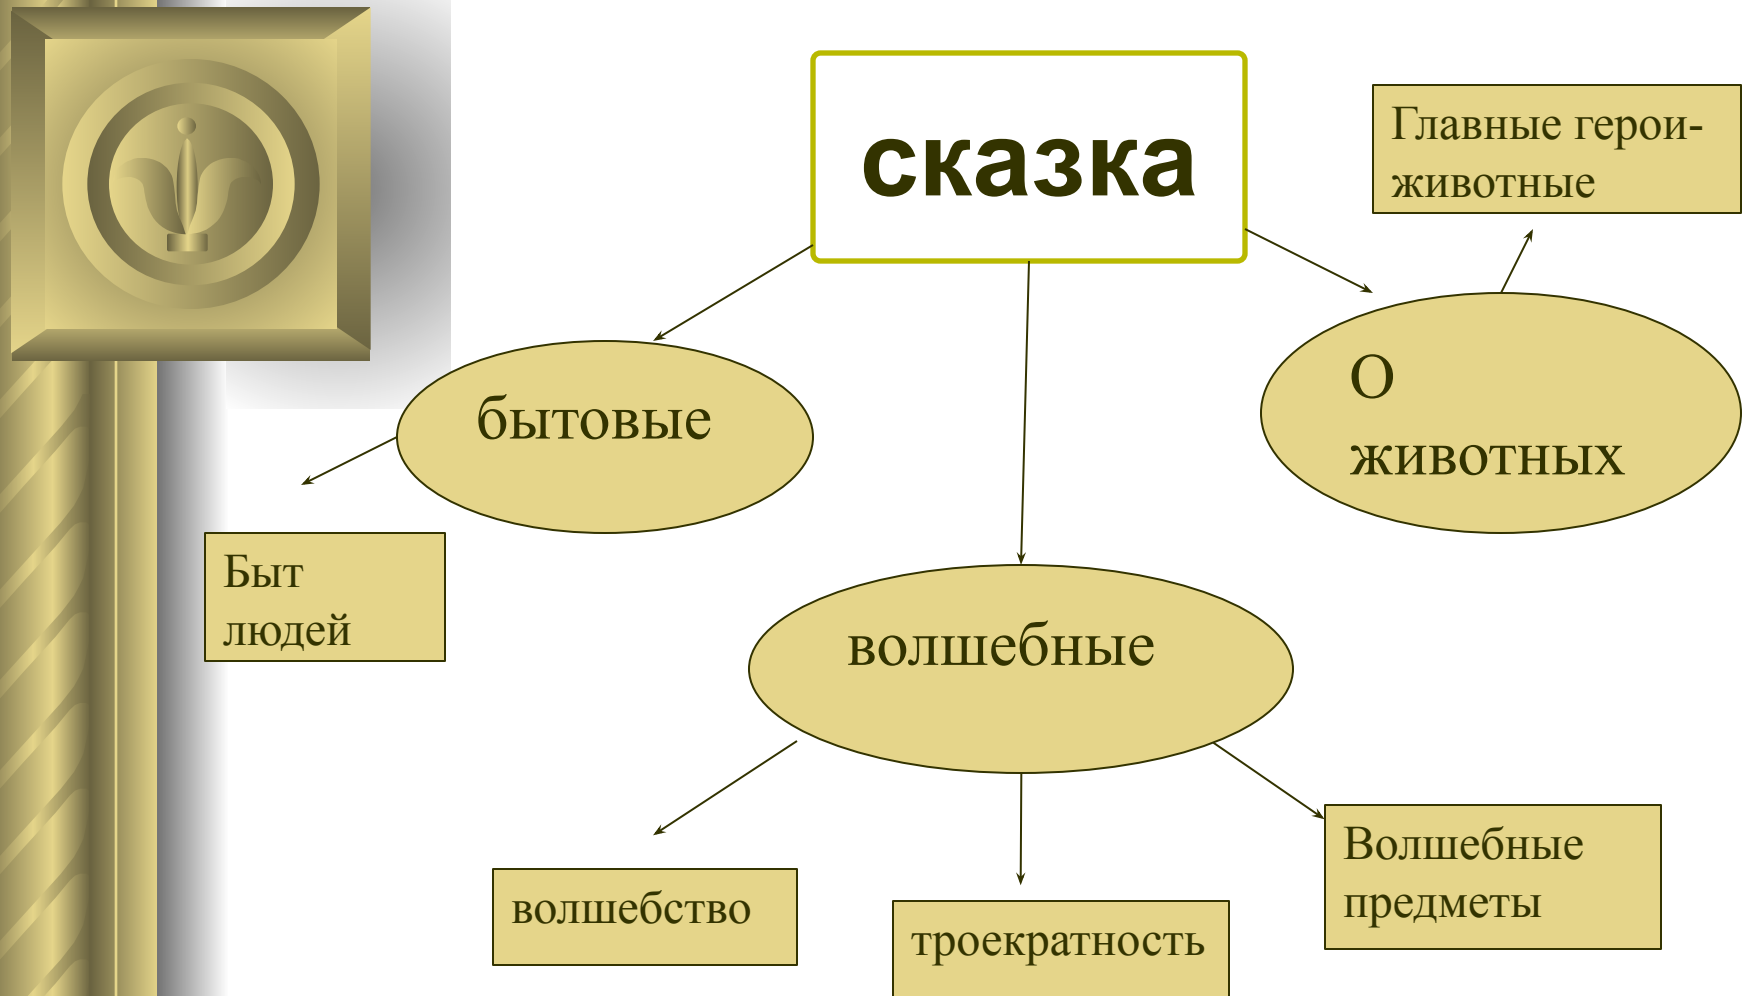 сказка
Главные герои-
животные
бытовые
О
животных
Быт
людей
волшебные
волшебство
троекратность
Волшебные
предметы